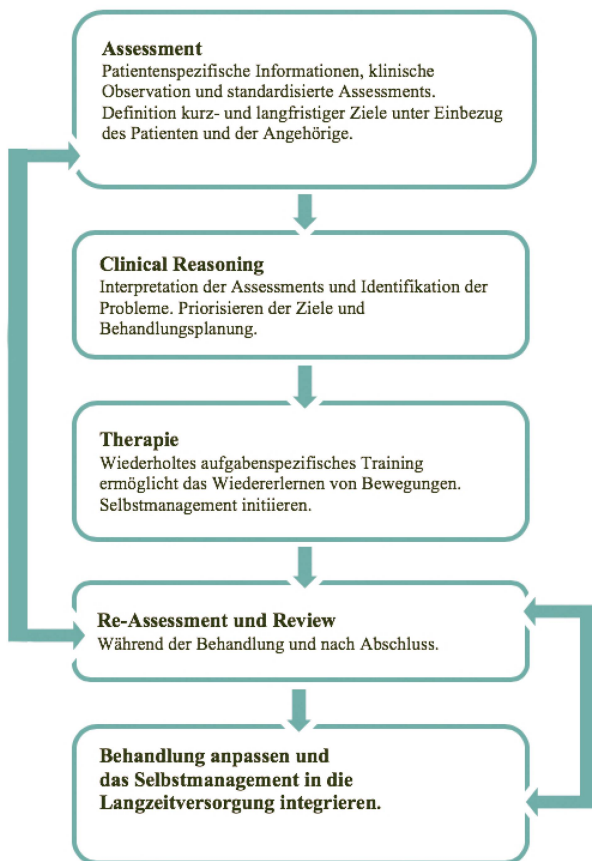 Assessment
Patientenspezifische Informationen, klinische
Observation und standardisierte Assessments.
Definition kurz- und langfristiger Ziele unter Einbezug
des Patienten und der Angehörige.
Clinical Reasoning
Interpretation der Assessments und Identifikation der
Probleme. Priorisieren der Ziele und
Behandlungsplanung.
Therapie
Wiederholtes aufgabenspezifisches Training
ermöglicht das Wiedererlernen von Bewegungen.
Selbstmanagement initiieren.
Re-Assessment und Review
Während der Behandlung und nach Abschluss.
Behandlung anpassen und
das Selbstmanagement in die
Langzeitversorgung integrieren.